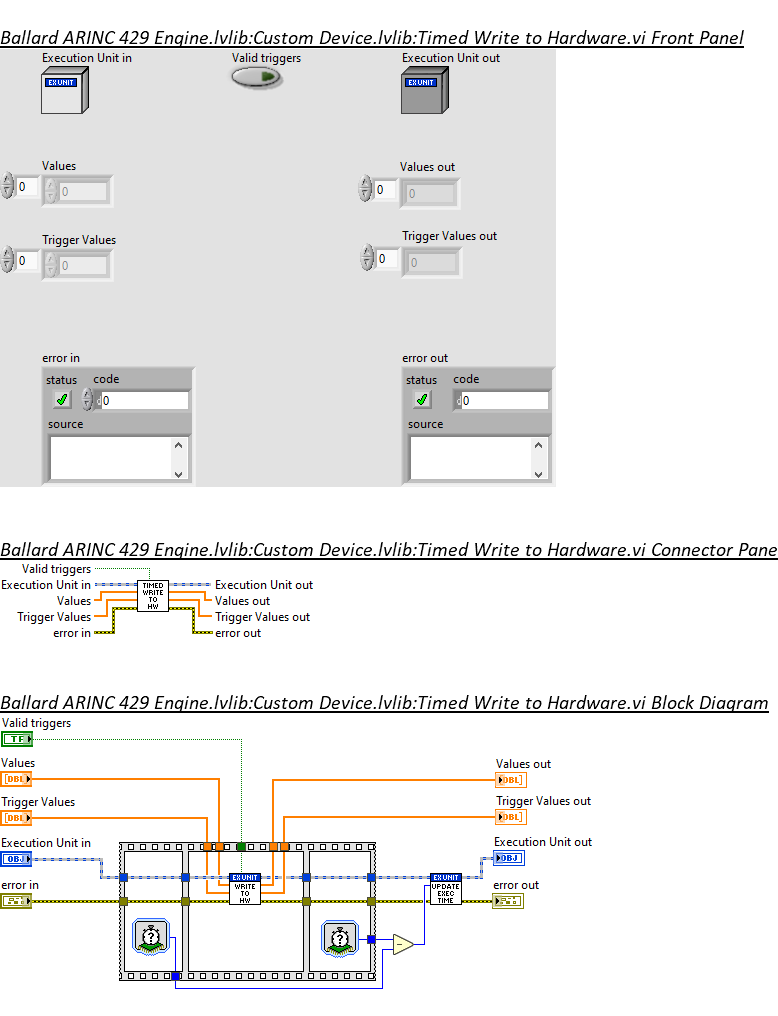 Ballard ARINC 429 Engine.lvlib:Custom Device.lvlib:Timed Write to Hardware.vi Front Panel
Execution Unit in
Valid triggers
Execution Unit out
EXUNIT
EXUNIT
Values
Values out
0
0
0
0
Trigger Values
Trigger Values out
0
0
0
0
error in
error out
status
code
status
code
d
0
d
0
source
source
Ballard ARINC 429 Engine.lvlib:Custom Device.lvlib:Timed Write to Hardware.vi Connector Pane
Valid triggers
Execution Unit in
TIMED
WRITE
TO
HW
Execution Unit out
Values
Values out
Trigger Values
Trigger Values out
error in
error out
Ballard ARINC 429 Engine.lvlib:Custom Device.lvlib:Timed Write to Hardware.vi Block Diagram
Valid triggers
TF
Values
Values out
[DBL]
DBL]
Trigger Values
Trigger Values out
[DBL]
DBL]
Execution Unit in
Execution Unit out
OBJ
OBJ
EXUNIT
WRITE
TO
HW
EXUNIT
UPDATE
EXEC
TIME
error in
error out
?
?
-